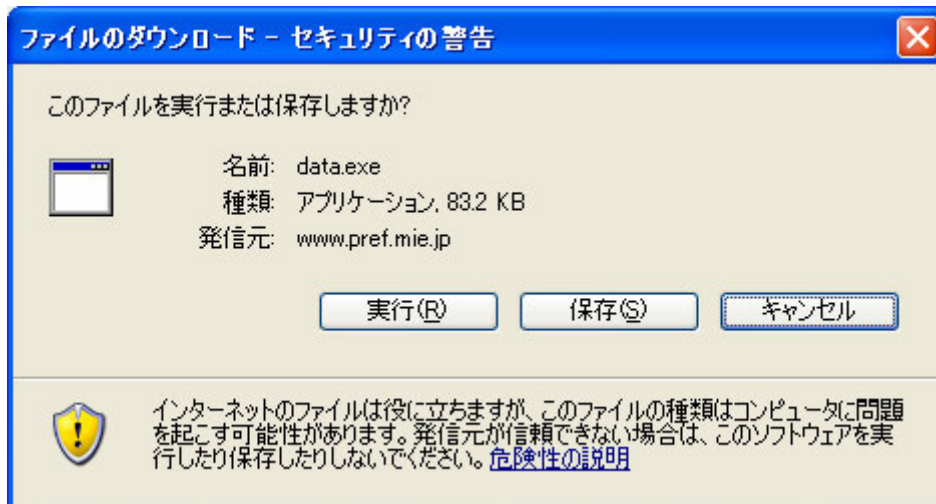 ファイルのダウンロード - セキュリティの警告
このファイルを実行または保存しますか?
名前: data.exe
種類: アプリケーション, 83.2 KB
発信元: www.pref.mie.jp
実行(R) 保存(S) キャンセル
インターネットのファイルは役に立ちますが、このファイルの種類はコンピュータに問題
を起こす可能性があります。発信元が信頼できない場合は、このソフトウェアを実
行したり保存したりしないでください。危険性の説明